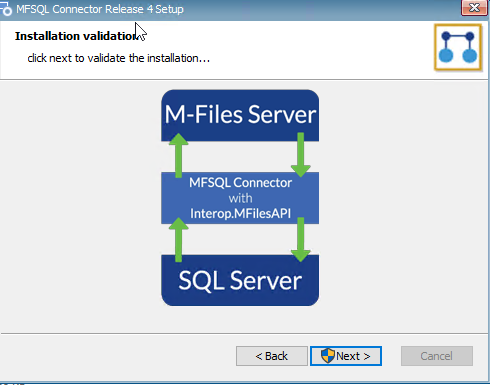 MFSQL Connector Release 4 Setup
Installation validation
click next to validate the installation...
M-Files Server
MFSQL Connector
with
Interop.MFilesAPI
SQL Server
< Back
Next >
Cancel